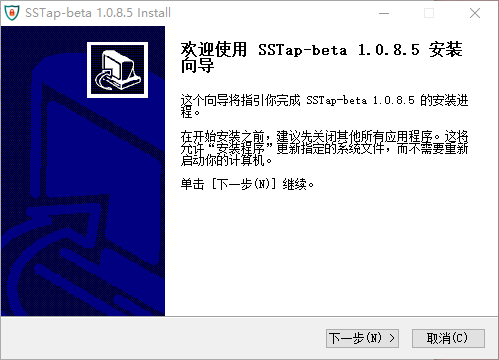 SSTap-beta 1.0.8.5 Install
欢迎使用 SSTap-beta 1.0.8.5 安装
向导
这个向导将指引你完成 SSTap-beta 1.0.8.5 的安装进
程。
在开始安装之前，建议先关闭其他所有应用程序。这将
允许“安装程序”更新指定的系统文件，而不需要重新
启动你的计算机。
单击 [下一步(N)] 继续。
下一步(N) >
取消(C)